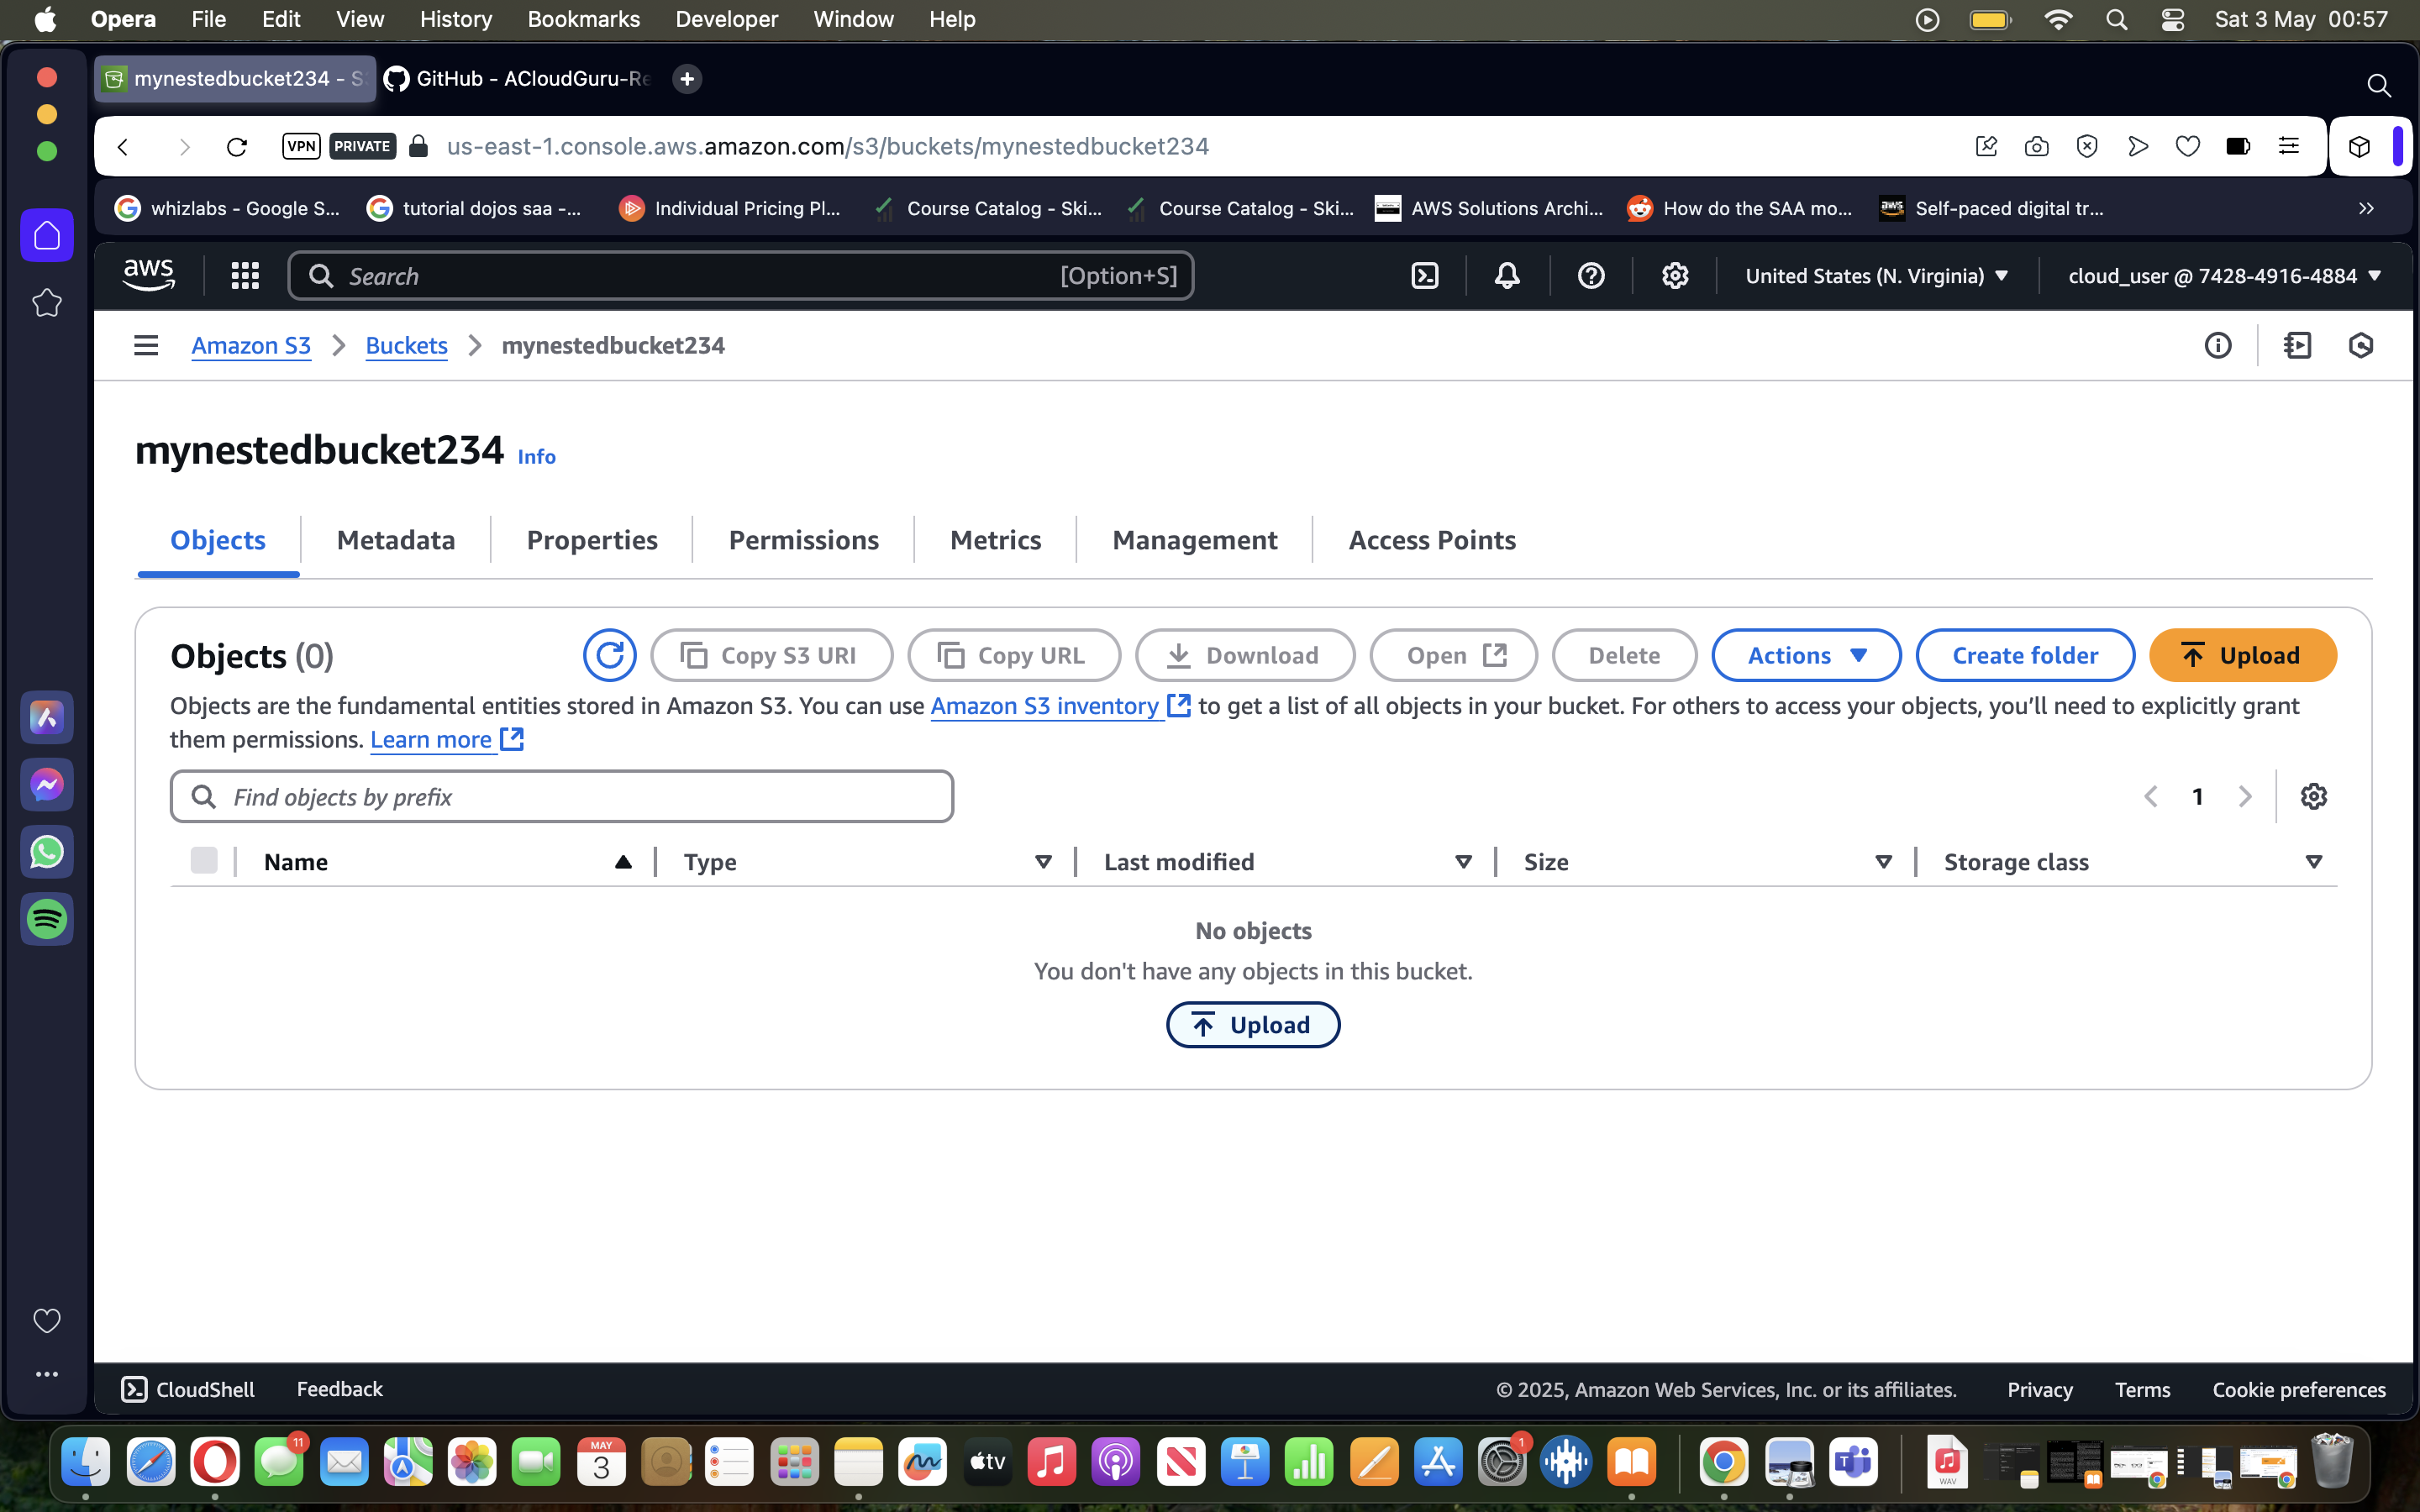 Opera File Edit View History Bookmarks Developer Window Help Sat 3 May 00:57
mynestedbucket234 - S GitHub - ACloudGuru-Re
VPN PRIVATE us-east-1.console.aws.amazon.com/s3/buckets/mynestedbucket234
whizlabs - Google S... tutorial dojos saa -... Individual Pricing Pl... Course Catalog - Ski... Course Catalog - Ski... AWS Solutions Archi... How do the SAA mo... aws Self-paced digital tr...
aws Search [Option+S] United States (N. Virginia) cloud_user @ 7428-4916-4884
Amazon S3 Buckets mynestedbucket234
mynestedbucket234 Info
Objects Metadata Properties Permissions Metrics Management Access Points
Objects (0) Copy S3 URI Copy URL Download Open Delete Actions Create folder Upload
Objects are the fundamental entities stored in Amazon S3. You can use Amazon S3 inventory to get a list of all objects in your bucket. For others to access your objects, you’ll need to explicitly grant
them permissions. Learn more
Find objects by prefix 1
Name Type Last modified Size Storage class
No objects
You don't have any objects in this bucket.
Upload
CloudShell Feedback © 2025, Amazon Web Services, Inc. or its affiliates. Privacy Terms Cookie preferences
11 MAY 3 tv 1 WAV